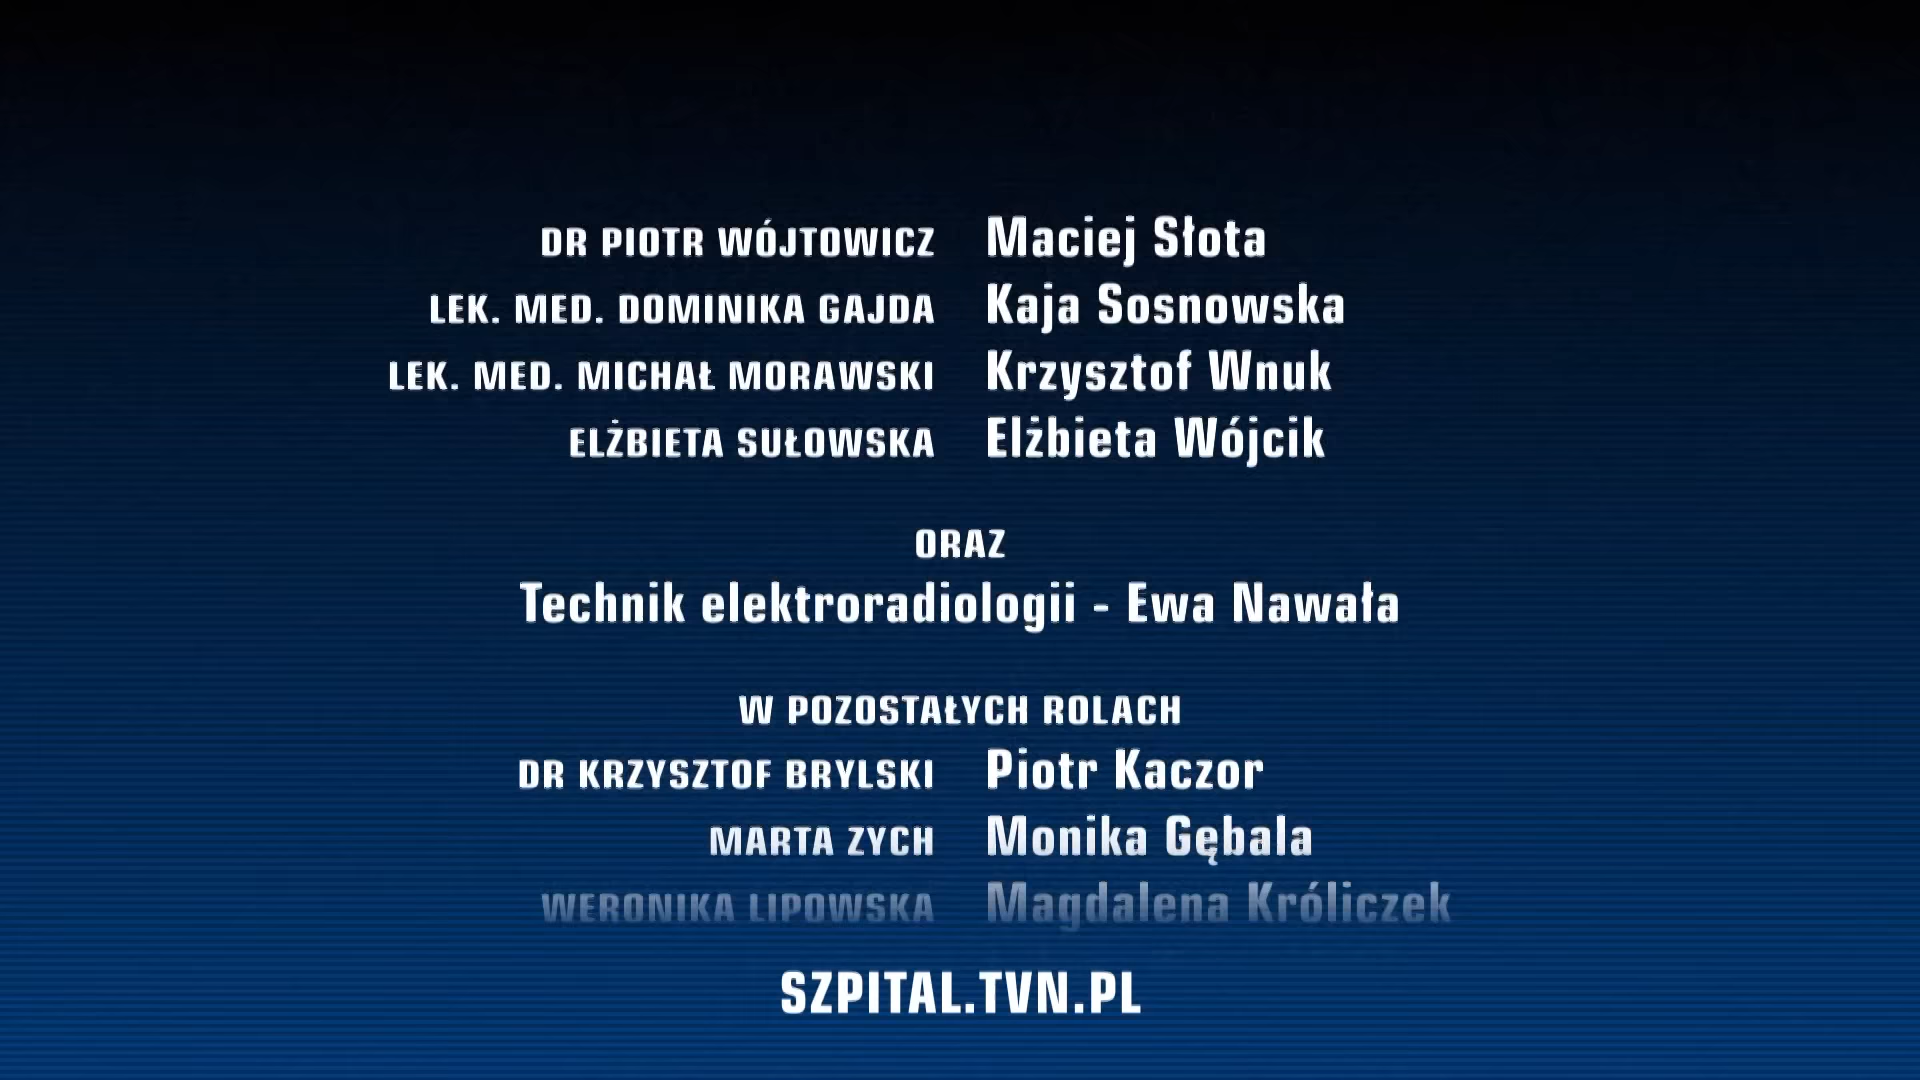 DR PIOTR WÓJTOWICZ Maciej Słota
LEK. MED. DOMINIKA GAJDA Kaja Sosnowska
LEK. MED. MICHAŁ MORAWSKI Krzysztof Wnuk
ELŻBIETA SUŁOWSKA Elżbieta Wójcik
ORAZ
Technik elektroradiologii - Ewa Nawała
W POZOSTAŁYCH ROLACH
DR KRZYSZTOF BRYLSKI Piotr Kaczor
MARTA ZYCH Monika Gębala
WERONIKA LIPOWSKA Magdalena Króliczek
SZPITAL.TVN.PL